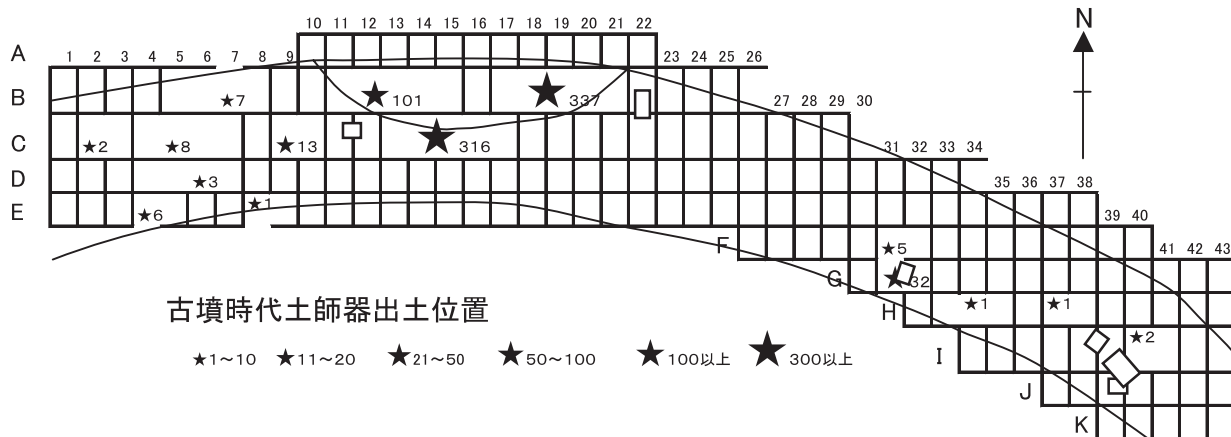 N
10 11 12 13 14 15 16 17 18 19 20 21 22
A 1 2 3 4 5 6 7 8 9 23 24 25 26
B ★7 ★101 ★337 27 28 29 30
C ★2 ★8 ★13 ★316 31 32 33 34
D ★3 35 36 37 38
E ★6 ★1 39 40
F ★5 41 42 43
G ★32
H ★1 ★1
古墳時代土師器出土位置
★1～10 ★11～20 ★21～50 ★50～100 ★100以上 ★300以上
I ★2
J
K